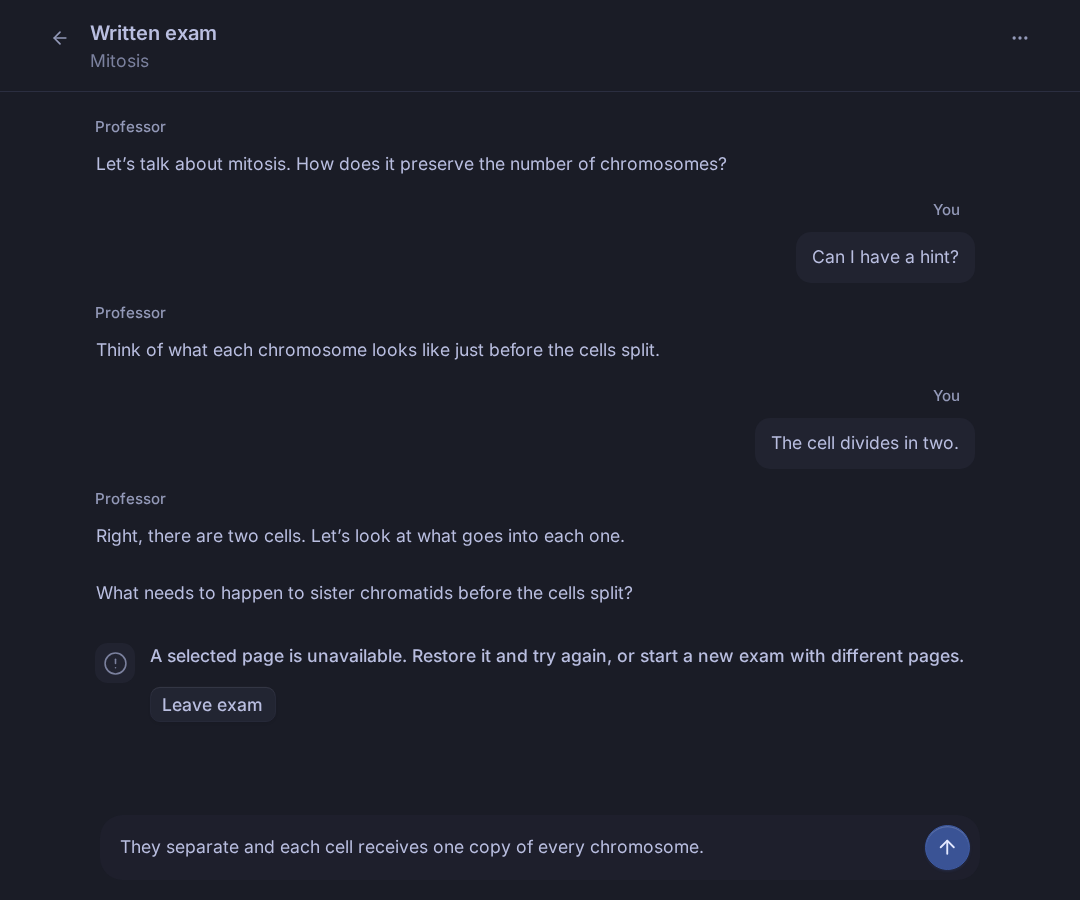 Written exam
Mitosis
Professor
Let’s talk about mitosis. How does it preserve the number of chromosomes?
You
Can I have a hint?
Professor
Think of what each chromosome looks like just before the cells split.
You
The cell divides in two.
Professor
Right, there are two cells. Let’s look at what goes into each one.
What needs to happen to sister chromatids before the cells split?
A selected page is unavailable. Restore it and try again, or start a new exam with different pages.
Leave exam
They separate and each cell receives one copy of every chromosome.